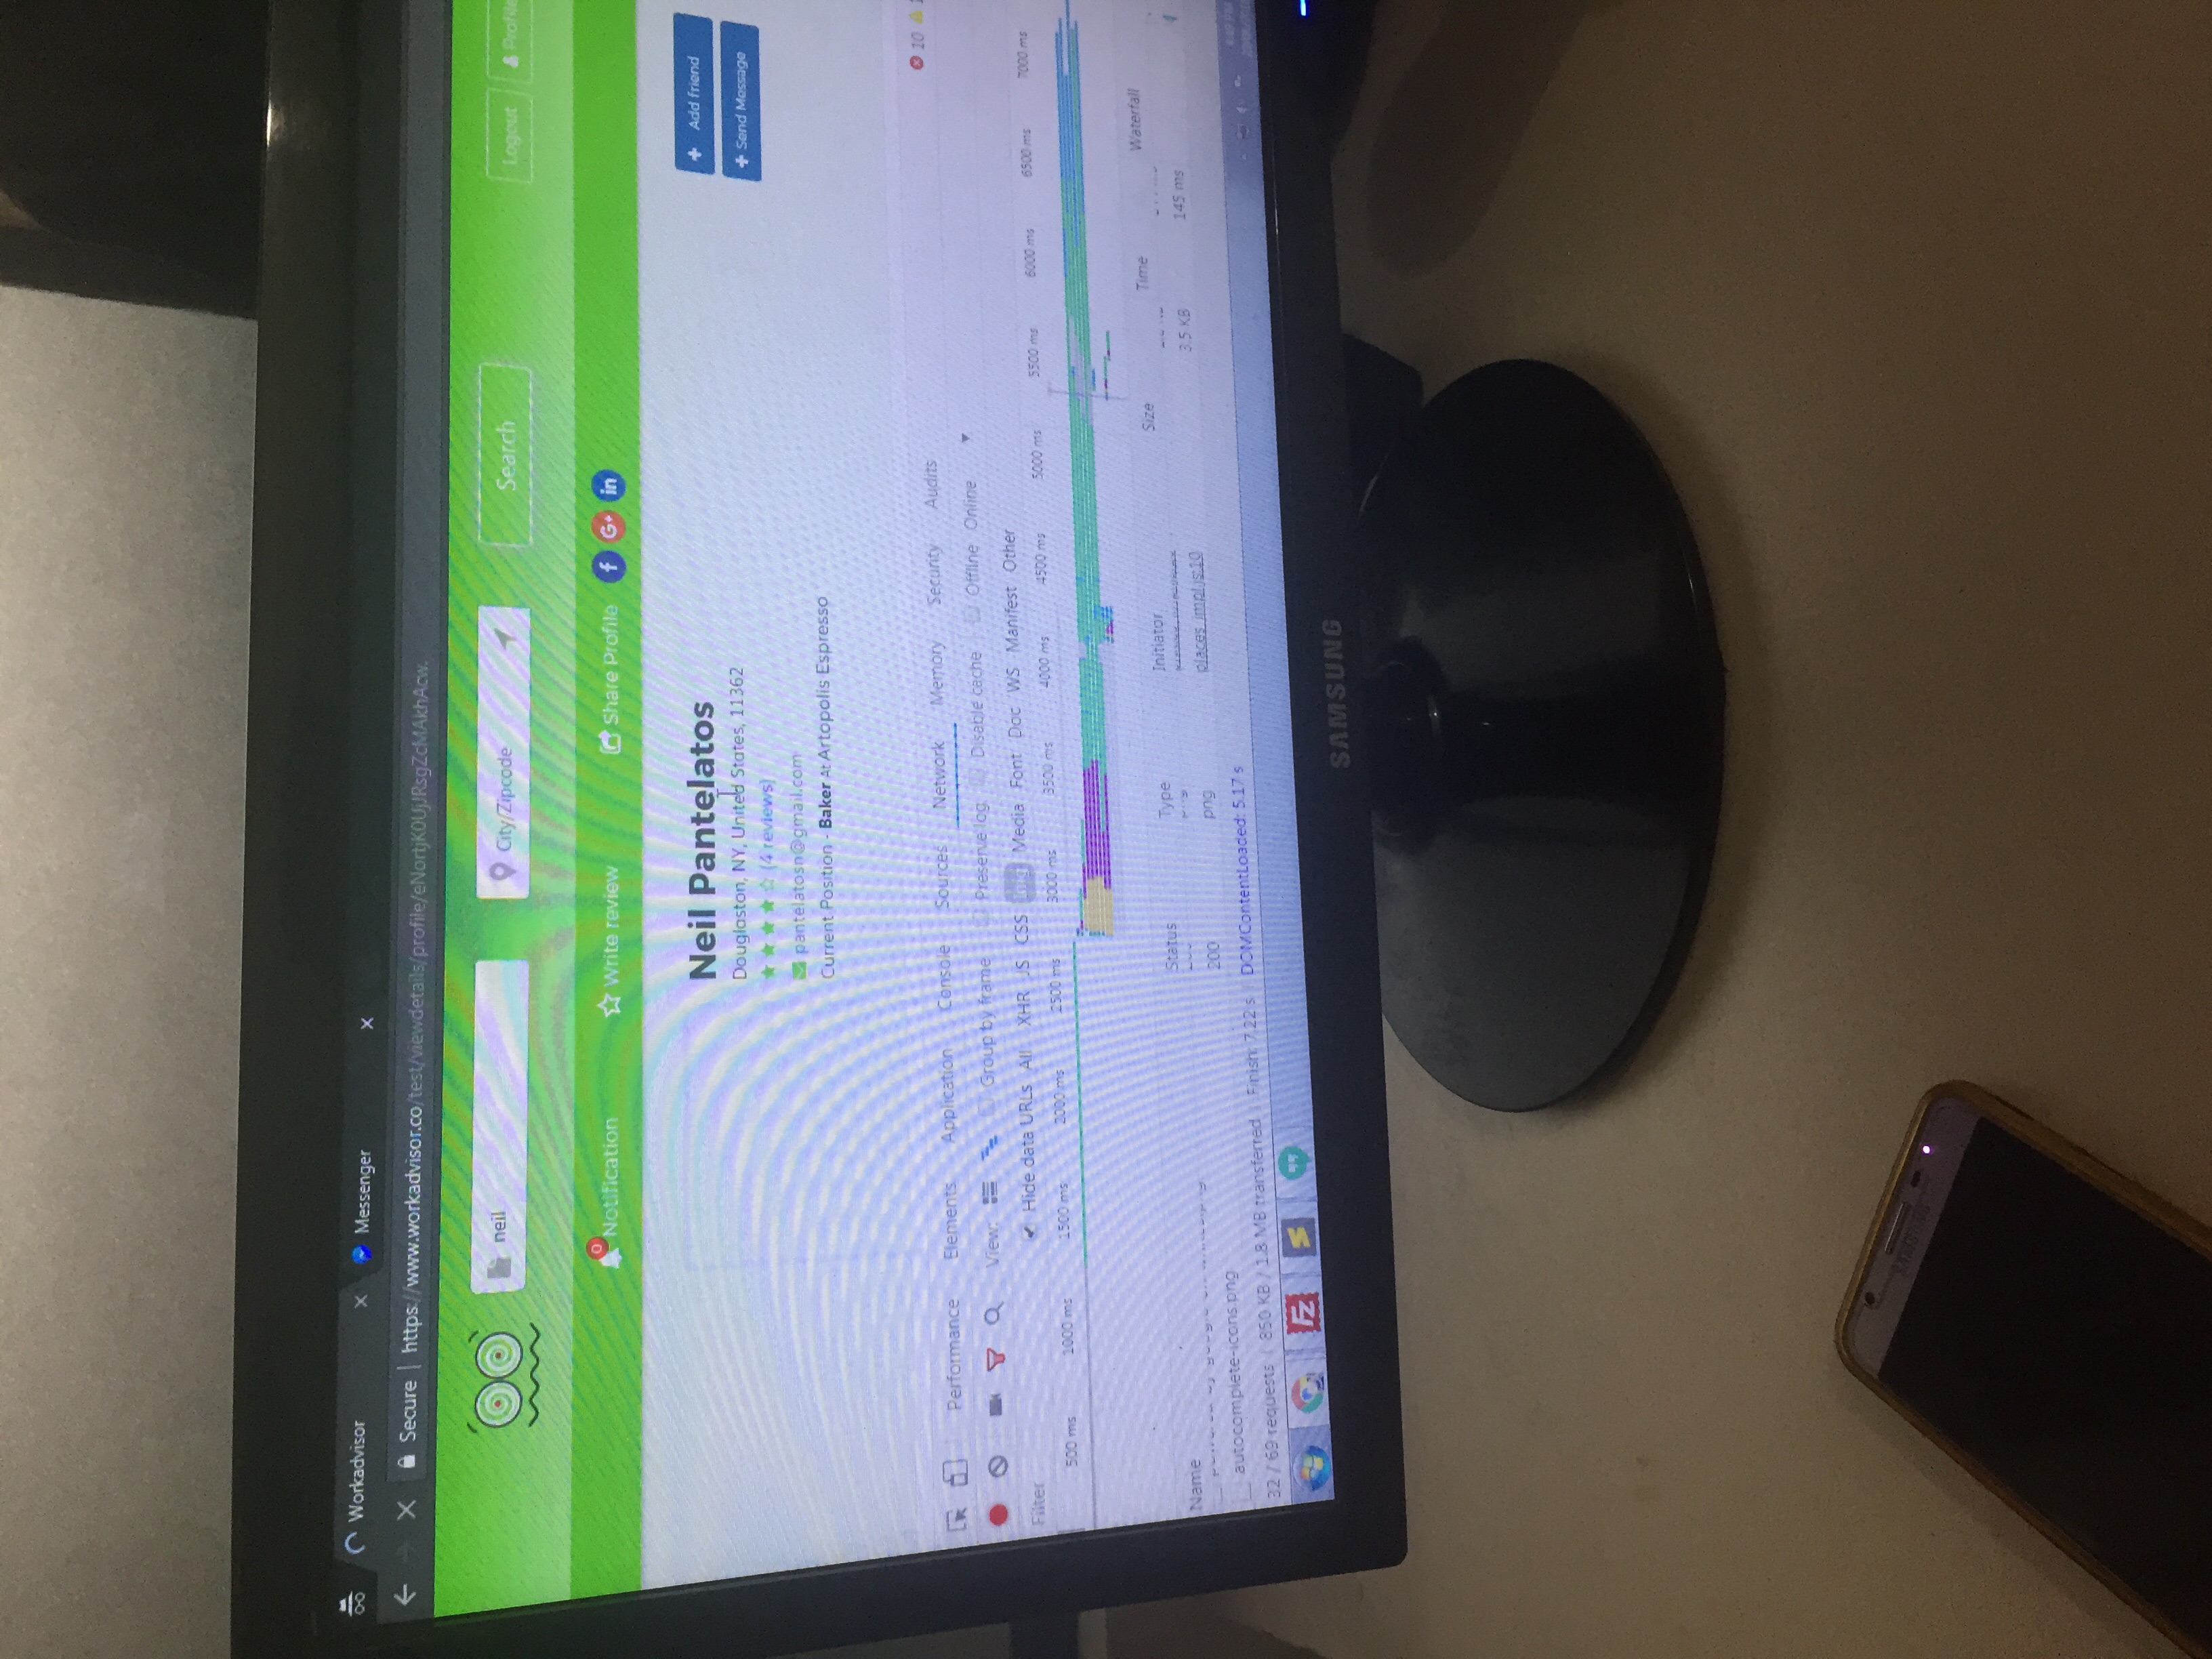 Workadvisor
Messenger
Secure | https://www.workadvisor.co/test/viewdetails/profile/eNortjK0UjJRsgZcMAkhAcw.
neil
City/Zipcode
Search
Logout
Profile
0
Notification
Write review
Share Profile
f
G+
in
Neil Pantelatos
Douglaston, NY, United States, 11362
(4 reviews)
pantelatosn@gmail.com
Current Position - Baker At Artopolis Espresso
Add friend
Send Message
Performance Elements Application Console Sources Network Memory Security Audits
10
View: Group by frame Preserve log Disable cache Offline Online
Filter
Hide data URLs All XHR JS CSS Img Media Font Doc WS Manifest Other
500 ms 1000 ms 1500 ms 2000 ms 2500 ms 3000 ms 3500 ms 4000 ms 4500 ms 5000 ms 5500 ms 6000 ms 6500 ms 7000 ms
Name Status Type Initiator Size Time Waterfall
autocomplete-icons.png 200 png places_impl.js:10 3.5 KB 145 ms
32 / 69 requests | 850 KB / 1.8 MB transferred | Finish: 7.22 s | DOMContentLoaded: 5.17 s
Fz
S
SAMSUNG
SAMSUNG